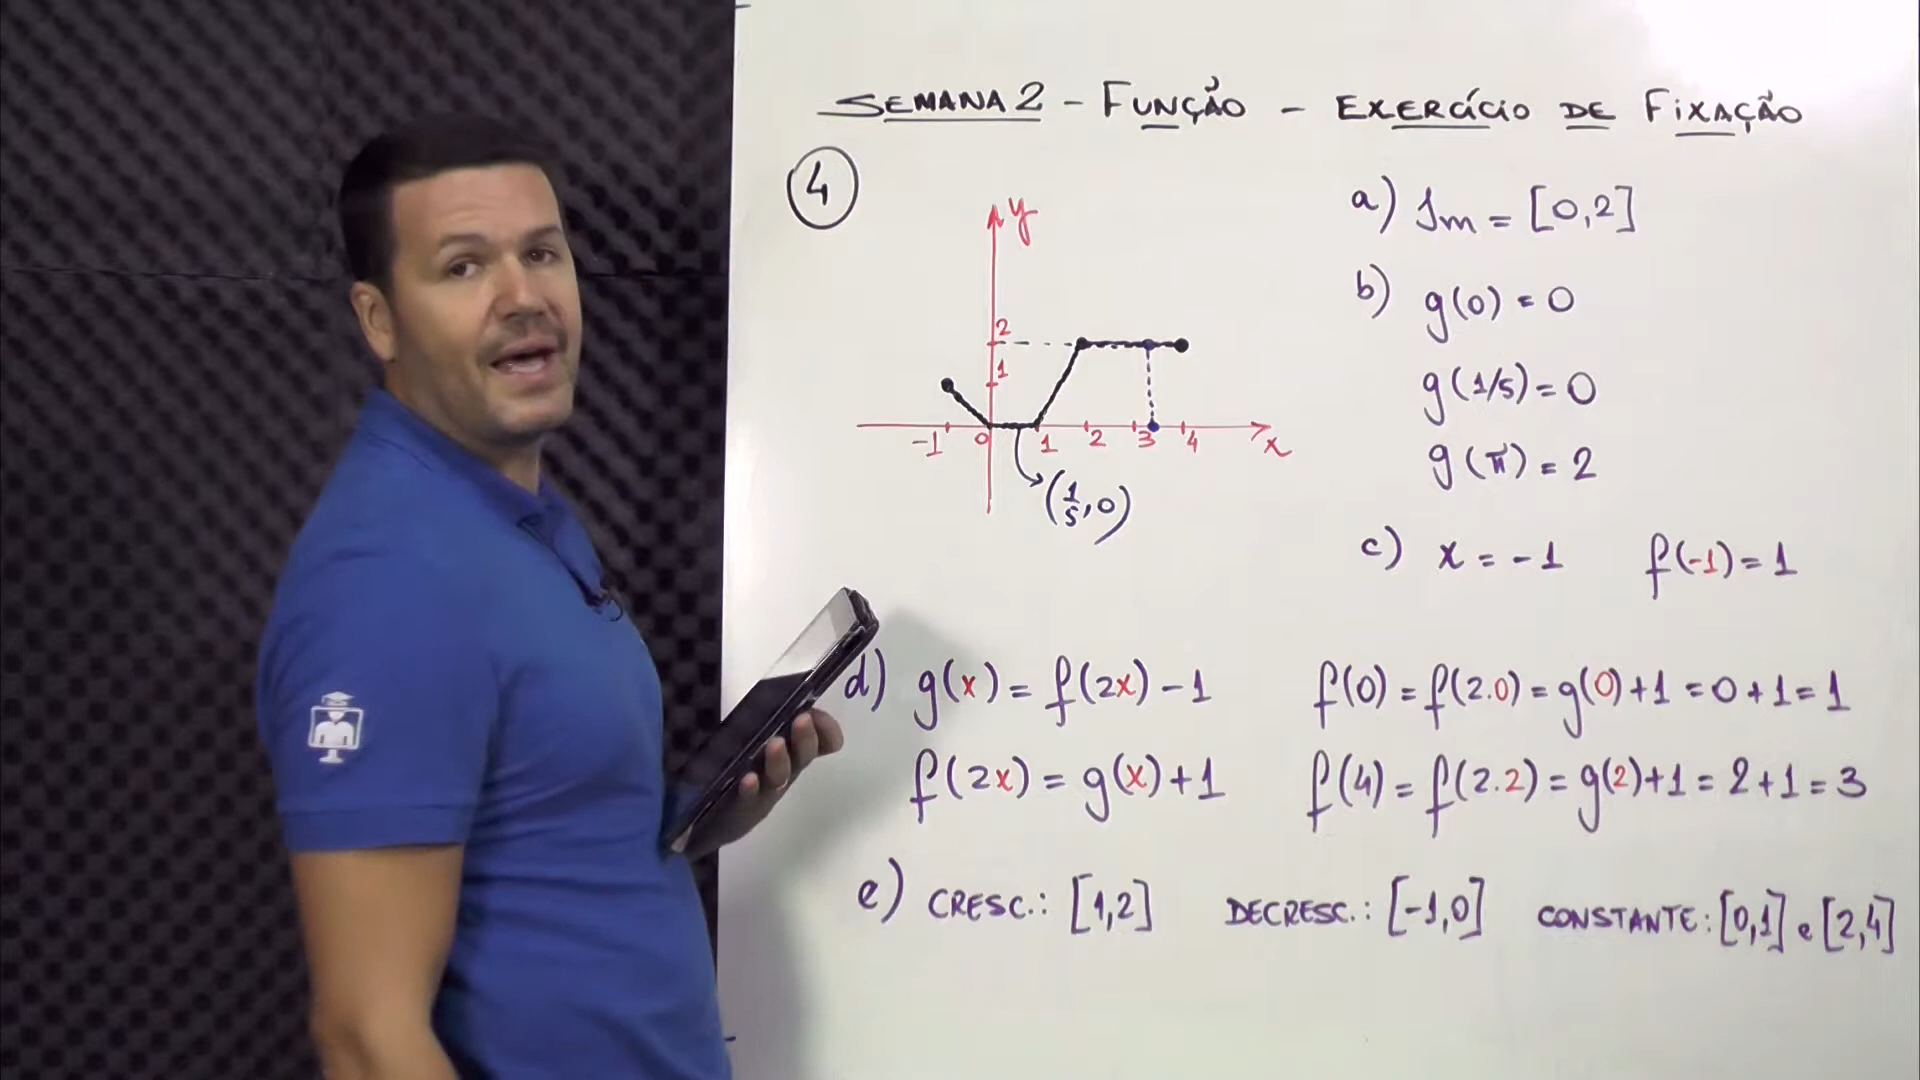 SEMANA 2 - FUNÇÃO - EXERCÍCIO DE FIXAÇÃO
4
y
2
1
-1 0 1 2 3 4 x
(1/5, 0)
a) Im = [0,2]
b) g(0) = 0
g(1/5) = 0
g(π) = 2
c) x = -1 f(-1) = 1
d) g(x) = f(2x) - 1 f(0) = f(2.0) = g(0) + 1 = 0 + 1 = 1
f(2x) = g(x) + 1 f(4) = f(2.2) = g(2) + 1 = 2 + 1 = 3
e) CRESC.: [1,2] DECRESC.: [-1,0] CONSTANTE: [0,1] e [2,4]